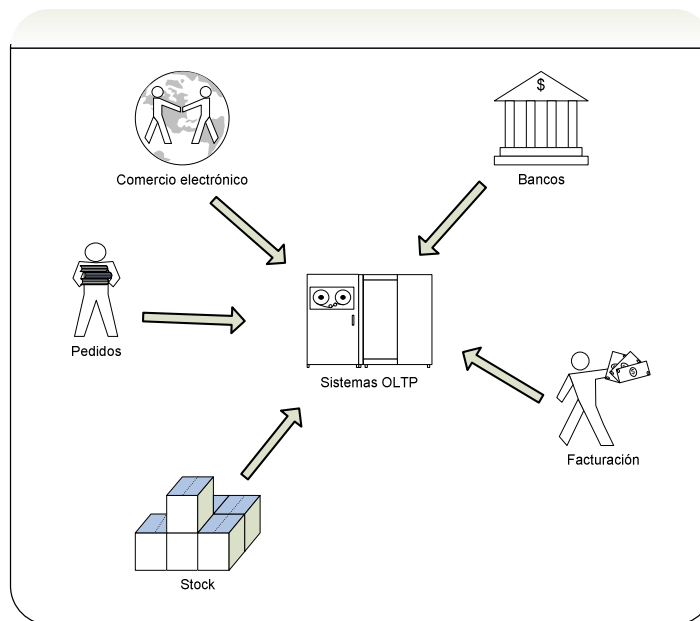 $
Comercio electrónico
Bancos
Pedidos
Sistemas OLTP
Facturación
Stock